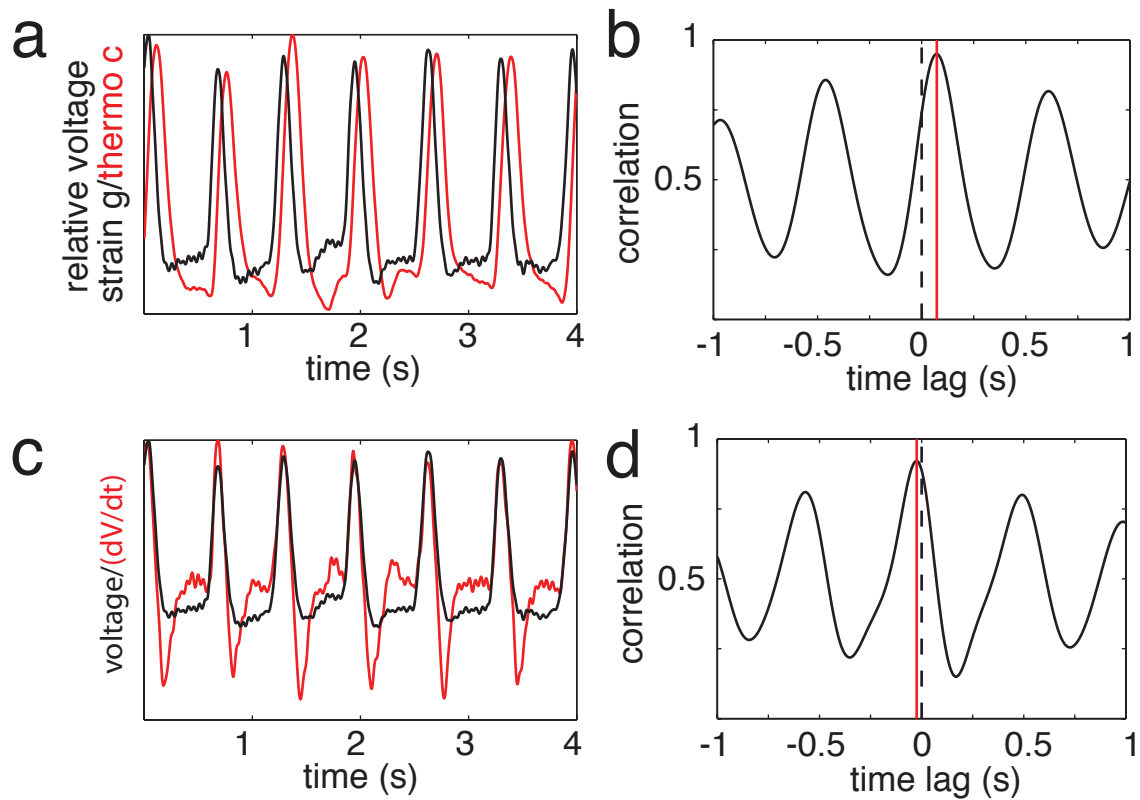 a
relative voltage
strain g/thermo c
1
2
3
4
time (s)
b
correlation
1
0.5
-1
-0.5
0
0.5
1
time lag (s)
c
voltage/(dV/dt)
1
2
3
4
time (s)
d
correlation
1
0.5
-1
-0.5
0
0.5
1
time lag (s)